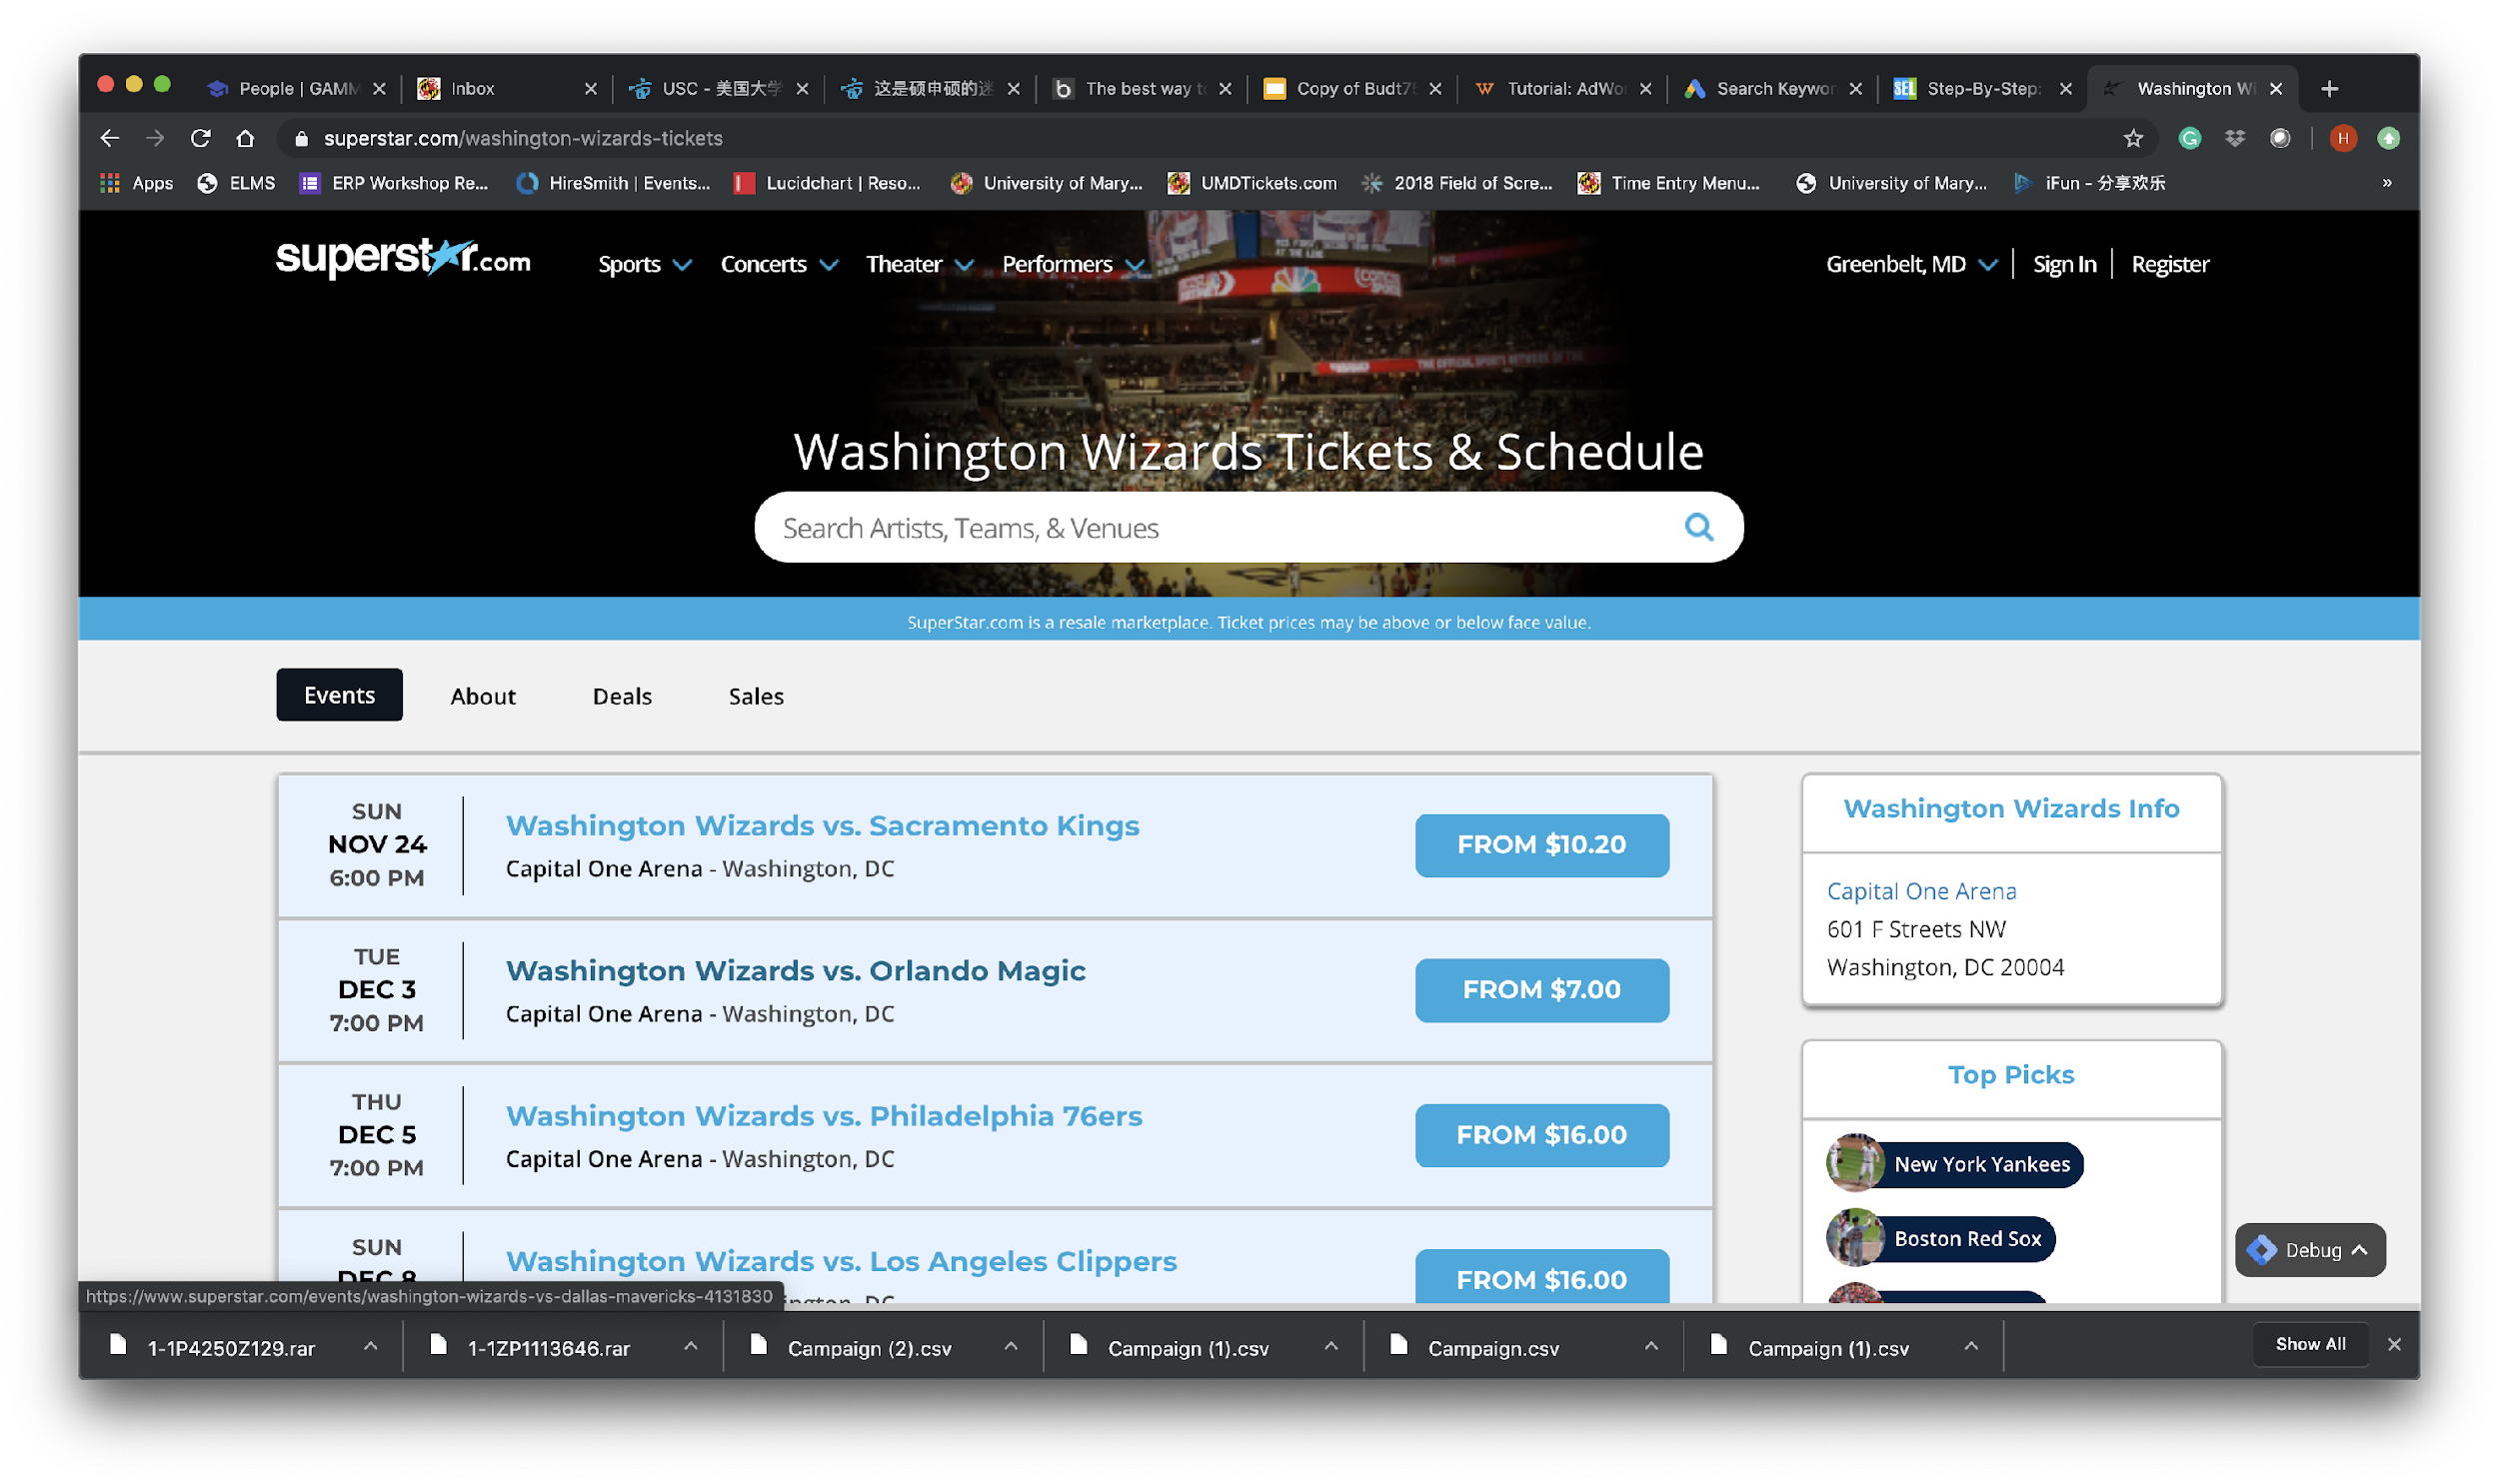 People | GAMM
Inbox
USC - 美国大学
这是硕申硕的迷
The best way to
Copy of Budt75
Tutorial: AdWo
Search Keywor
SEL Step-By-Step:
Washington Wi
superstar.com/washington-wizards-tickets
H
Apps
ELMS
ERP Workshop Re...
HireSmith | Events...
Lucidchart | Reso...
University of Mary...
UMDTickets.com
2018 Field of Scre...
Time Entry Menu...
University of Mary...
iFun - 分享欢乐
»
superstar.com
Sports
Concerts
Theater
Performers
Greenbelt, MD
Sign In
Register
Washington Wizards Tickets & Schedule
Search Artists, Teams, & Venues
SuperStar.com is a resale marketplace. Ticket prices may be above or below face value.
Events
About
Deals
Sales
SUN
NOV 24
6:00 PM
Washington Wizards vs. Sacramento Kings
Capital One Arena - Washington, DC
FROM $10.20
TUE
DEC 3
7:00 PM
Washington Wizards vs. Orlando Magic
Capital One Arena - Washington, DC
FROM $7.00
THU
DEC 5
7:00 PM
Washington Wizards vs. Philadelphia 76ers
Capital One Arena - Washington, DC
FROM $16.00
SUN
DEC 8
Washington Wizards vs. Los Angeles Clippers
FROM $16.00
Washington Wizards Info
Capital One Arena
601 F Streets NW
Washington, DC 20004
Top Picks
New York Yankees
Boston Red Sox
Debug
https://www.superstar.com/events/washington-wizards-vs-dallas-mavericks-4131830
1-1P4250Z129.rar
1-1ZP1113646.rar
Campaign (2).csv
Campaign (1).csv
Campaign.csv
Campaign (1).csv
Show All